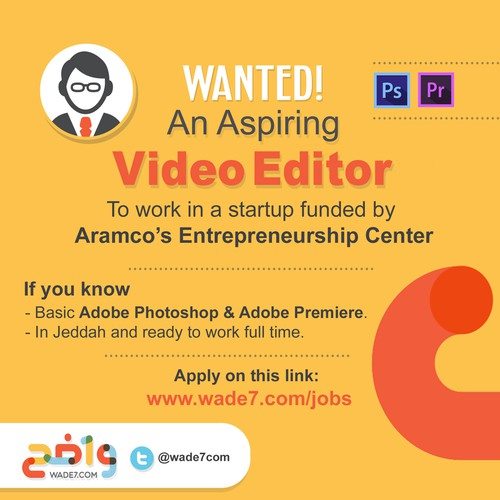 WANTED!
Ps Pr
An Aspiring
Video Editor
To work in a startup funded by
Aramco's Entrepreneurship Center
If you know
- Basic Adobe Photoshop & Adobe Premiere.
- In Jeddah and ready to work full time.
Apply on this link:
www.wade7.com/jobs
واضح
WADE7.COM
@wade7com